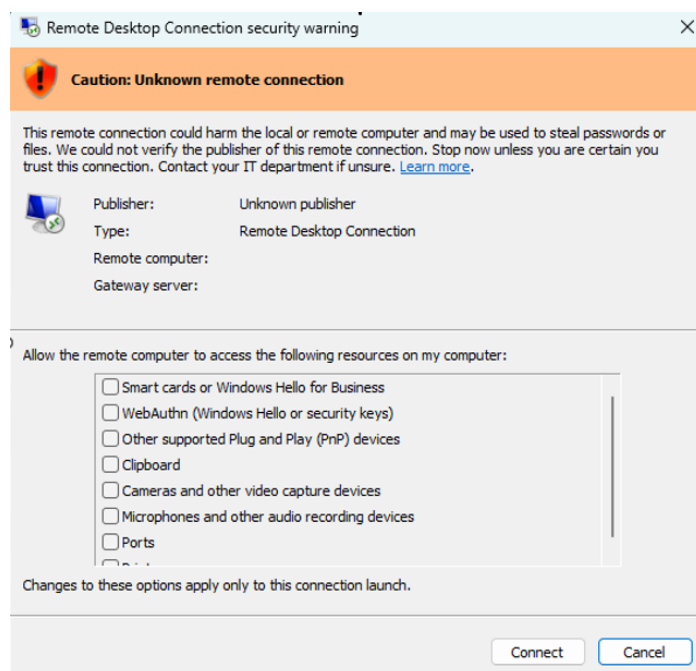 Remote Desktop Connection security warning
Caution: Unknown remote connection
This remote connection could harm the local or remote computer and may be used to steal passwords or
files. We could not verify the publisher of this remote connection. Stop now unless you are certain you
trust this connection. Contact your IT department if unsure. Learn more.
Publisher: Unknown publisher
Type: Remote Desktop Connection
Remote computer:
Gateway server:
Allow the remote computer to access the following resources on my computer:
Smart cards or Windows Hello for Business
WebAuthn (Windows Hello or security keys)
Other supported Plug and Play (PnP) devices
Clipboard
Cameras and other video capture devices
Microphones and other audio recording devices
Ports
Changes to these options apply only to this connection launch.
Connect Cancel